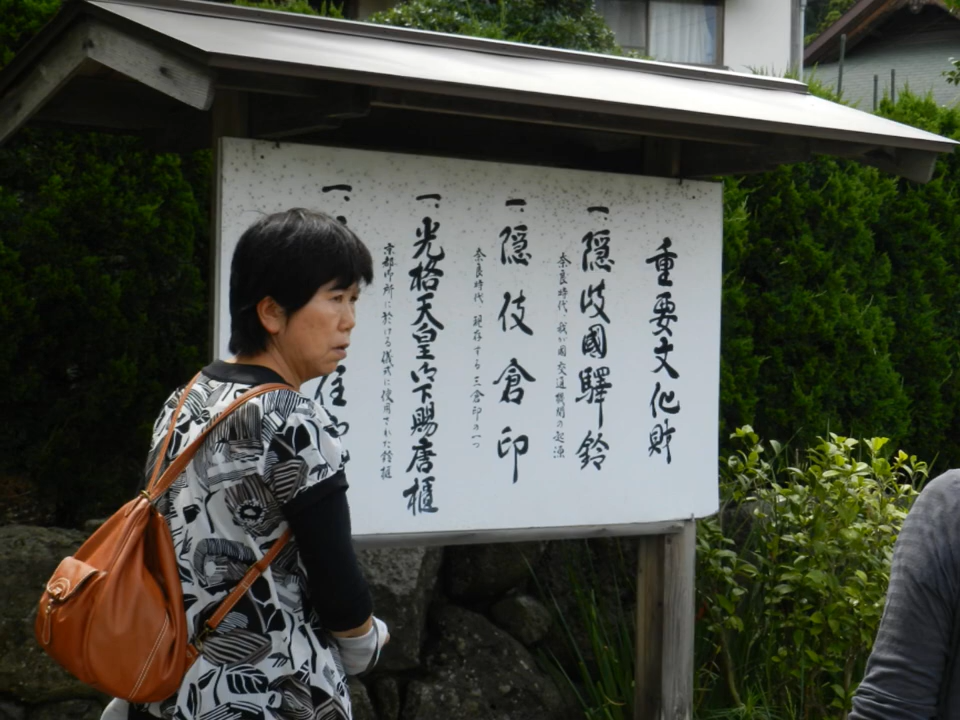 重要文化財
一、隠岐國驛鈴
奈良時代、我が国交通機関の起源
一、隠伎倉印
奈良時代、現存する三倉印の一つ
一、光格天皇御下賜唐櫃
京都御所に於ける儀式に使用された鈴櫃
一、
住